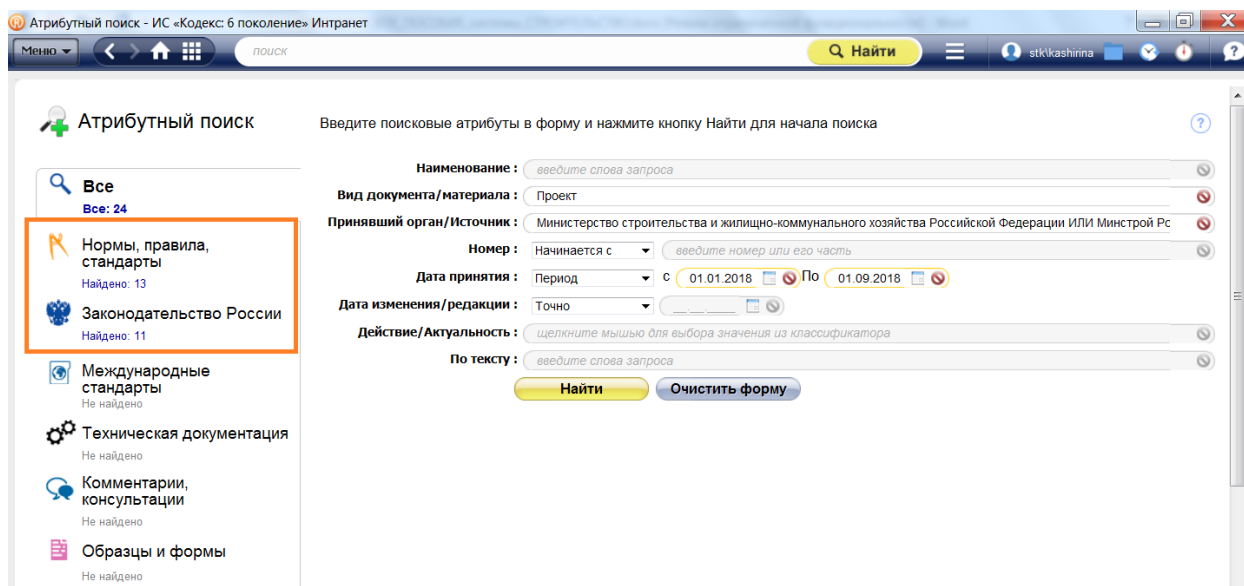 Атрибутный поиск - ИС «Кодекс: 6 поколение» Интранет
Меню
поиск
Найти
stk\kashirina
Атрибутный поиск
Введите поисковые атрибуты в форму и нажмите кнопку Найти для начала поиска
Все
Все: 24
Нормы, правила,
стандарты
Найдено: 13
Законодательство России
Найдено: 11
Международные
стандарты
Не найдено
Техническая документация
Не найдено
Комментарии,
консультации
Не найдено
Образцы и формы
Не найдено
Наименование : введите слова запроса
Вид документа/материала : Проект
Принявший орган/Источник : Министерство строительства и жилищно-коммунального хозяйства Российской Федерации ИЛИ Минстрой Рс
Номер : Начинается с введите номер или его часть
Дата принятия : Период С 01.01.2018 По 01.09.2018
Дата изменения/редакции : Точно __.__.____
Действие/Актуальность : щелкните мышью для выбора значения из классификатора
По тексту : введите слова запроса
Найти Очистить форму